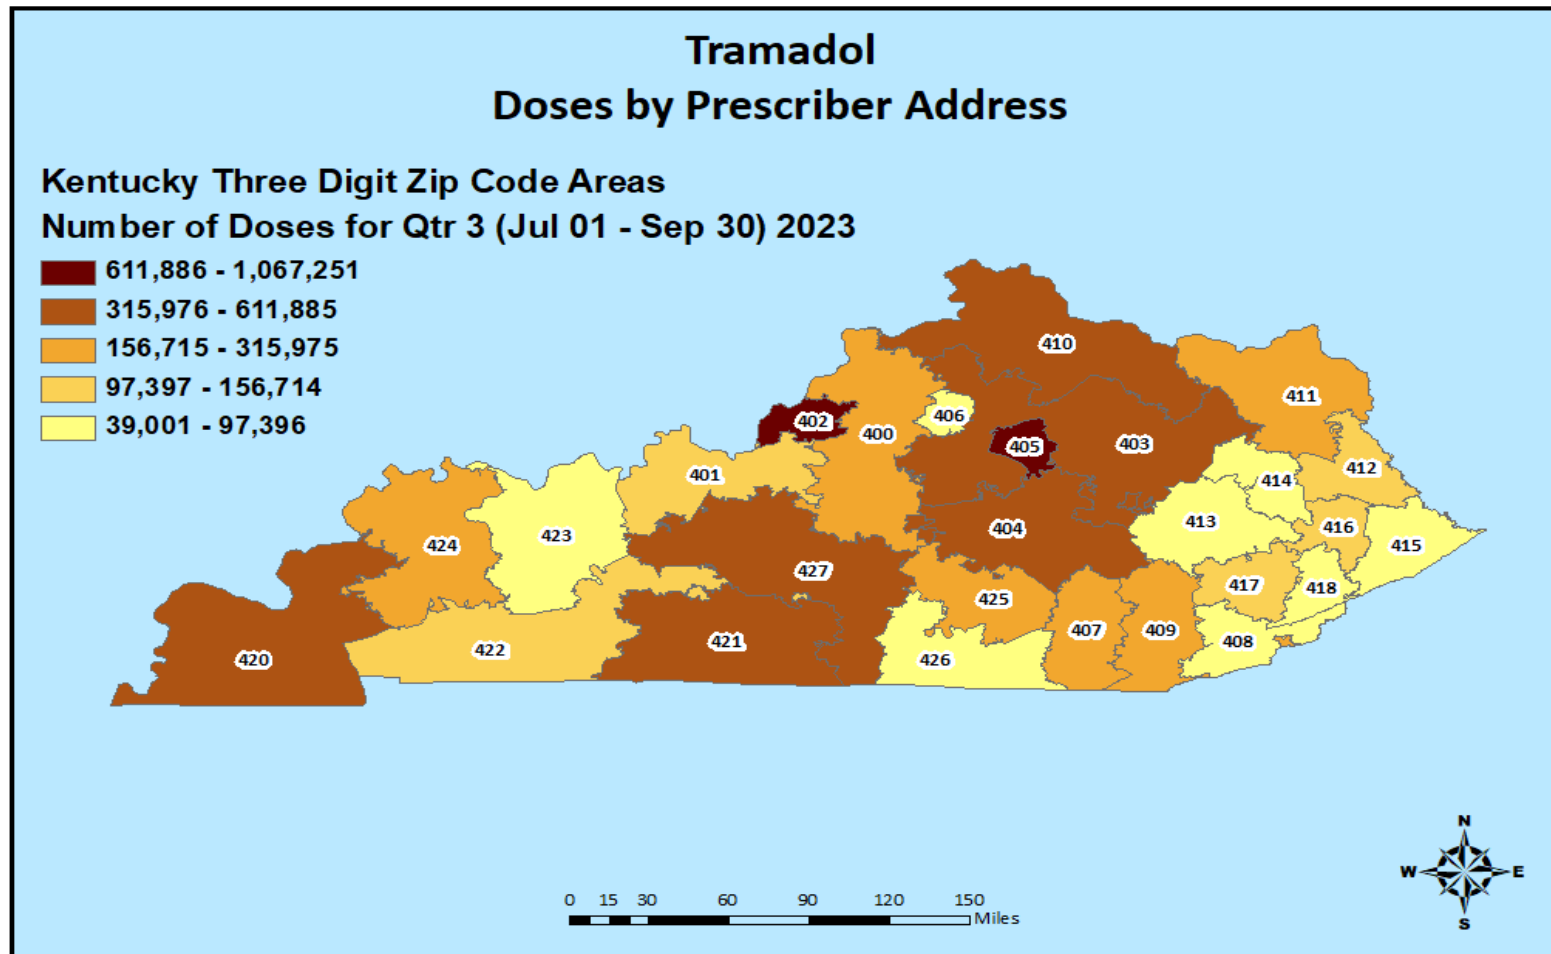 Tramadol
Doses by Prescriber Address
Kentucky Three Digit Zip Code Areas
Number of Doses for Qtr 3 (Jul 01 - Sep 30) 2023
611,886 - 1,067,251
315,976 - 611,885
156,715 - 315,975
97,397 - 156,714
39,001 - 97,396
410
411
406
402
400
405
403
412
401
414
413
416
415
404
423
424
427
417
418
425
407
409
408
421
422
420
426
N
W E
S
0 15 30 60 90 120 150
Miles